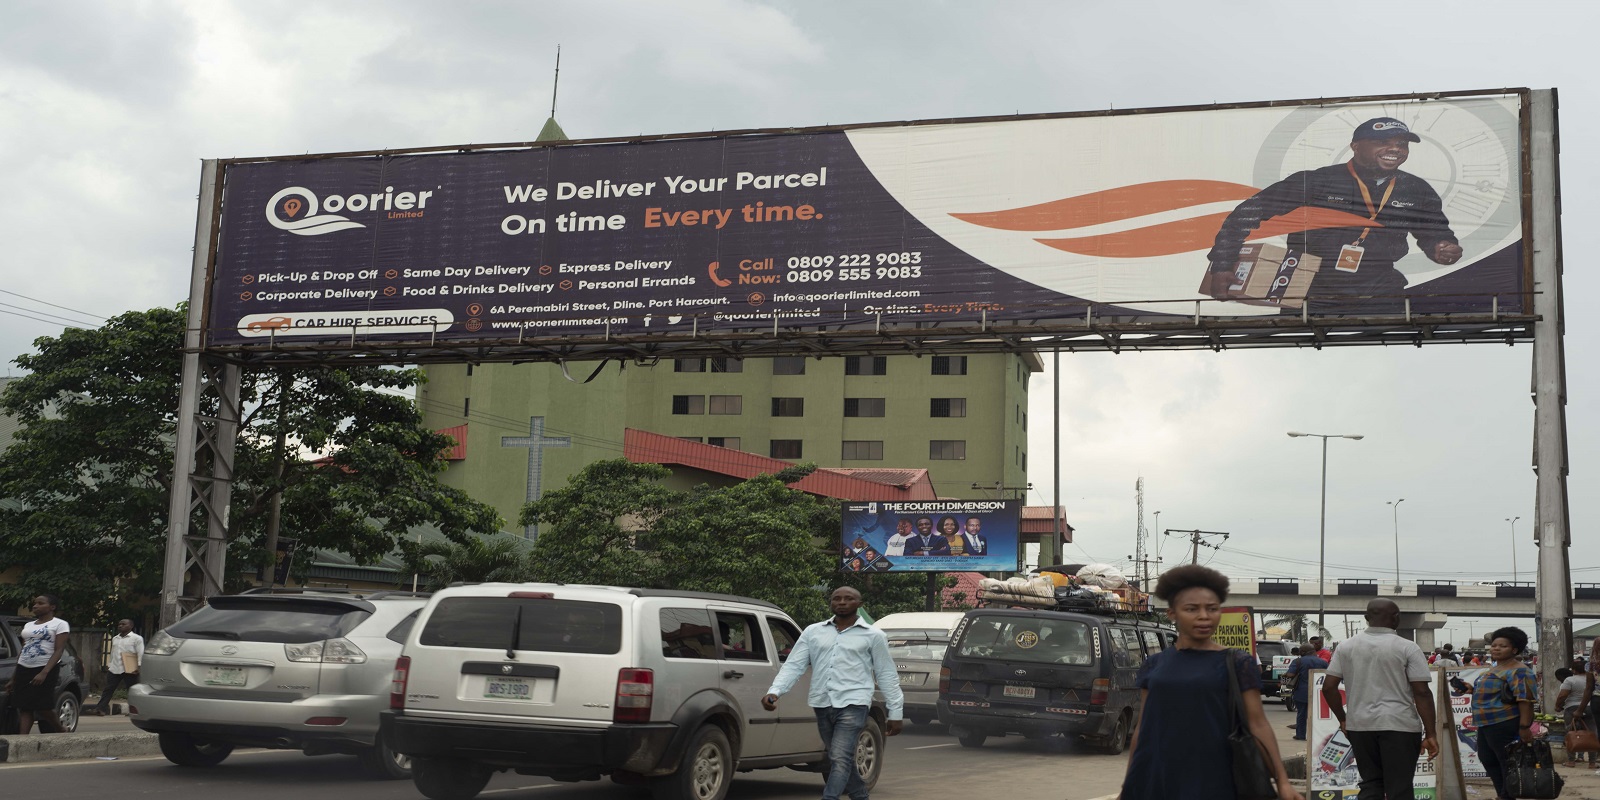 Qoorier
Limited
We Deliver Your Parcel
On time Every time.
Pick-Up & Drop Off
Same Day Delivery
Express Delivery
Corporate Delivery
Food & Drinks Delivery
Personal Errands
Call Now:
0809 222 9083
0809 555 9083
CAR HIRE SERVICES
6A Peremabiri Street, Dline. Port Harcourt.
info@qoorierlimited.com
www.qoorierlimited.com
@qoorierlimited
On time. Every Time.
Qoorier
THE FOURTH DIMENSION
PARKING
TRADING